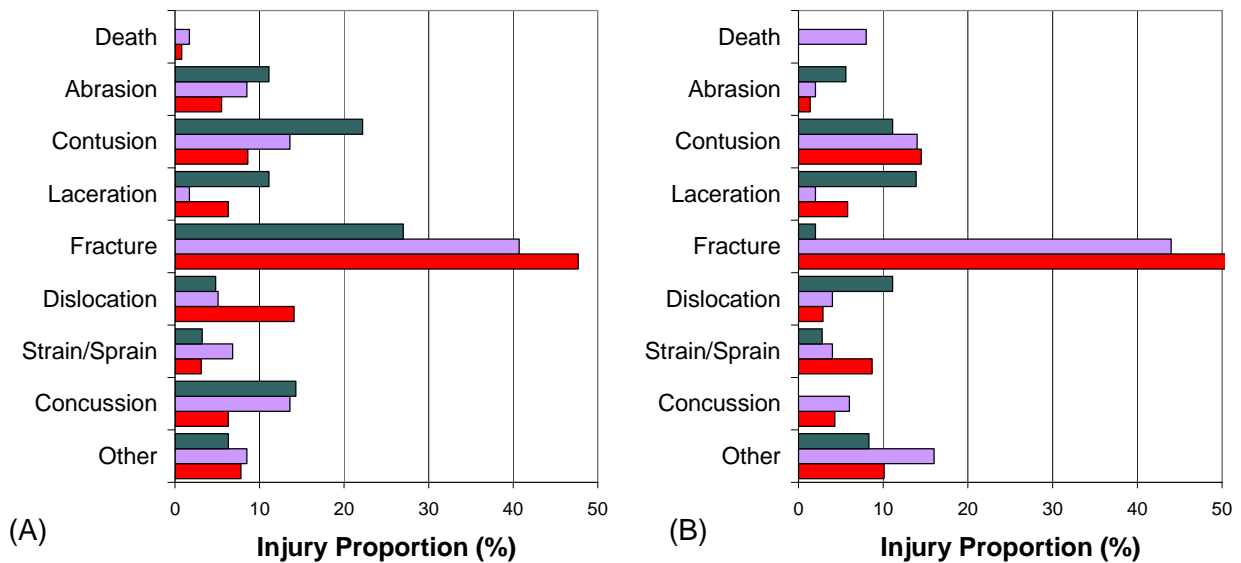 Death
Abrasion
Contusion
Laceration
Fracture
Dislocation
Strain/Sprain
Concussion
Other
0 10 20 30 40 50
(A)
Injury Proportion (%)
Death
Abrasion
Contusion
Laceration
Fracture
Dislocation
Strain/Sprain
Concussion
Other
0 10 20 30 40 50
(B)
Injury Proportion (%)